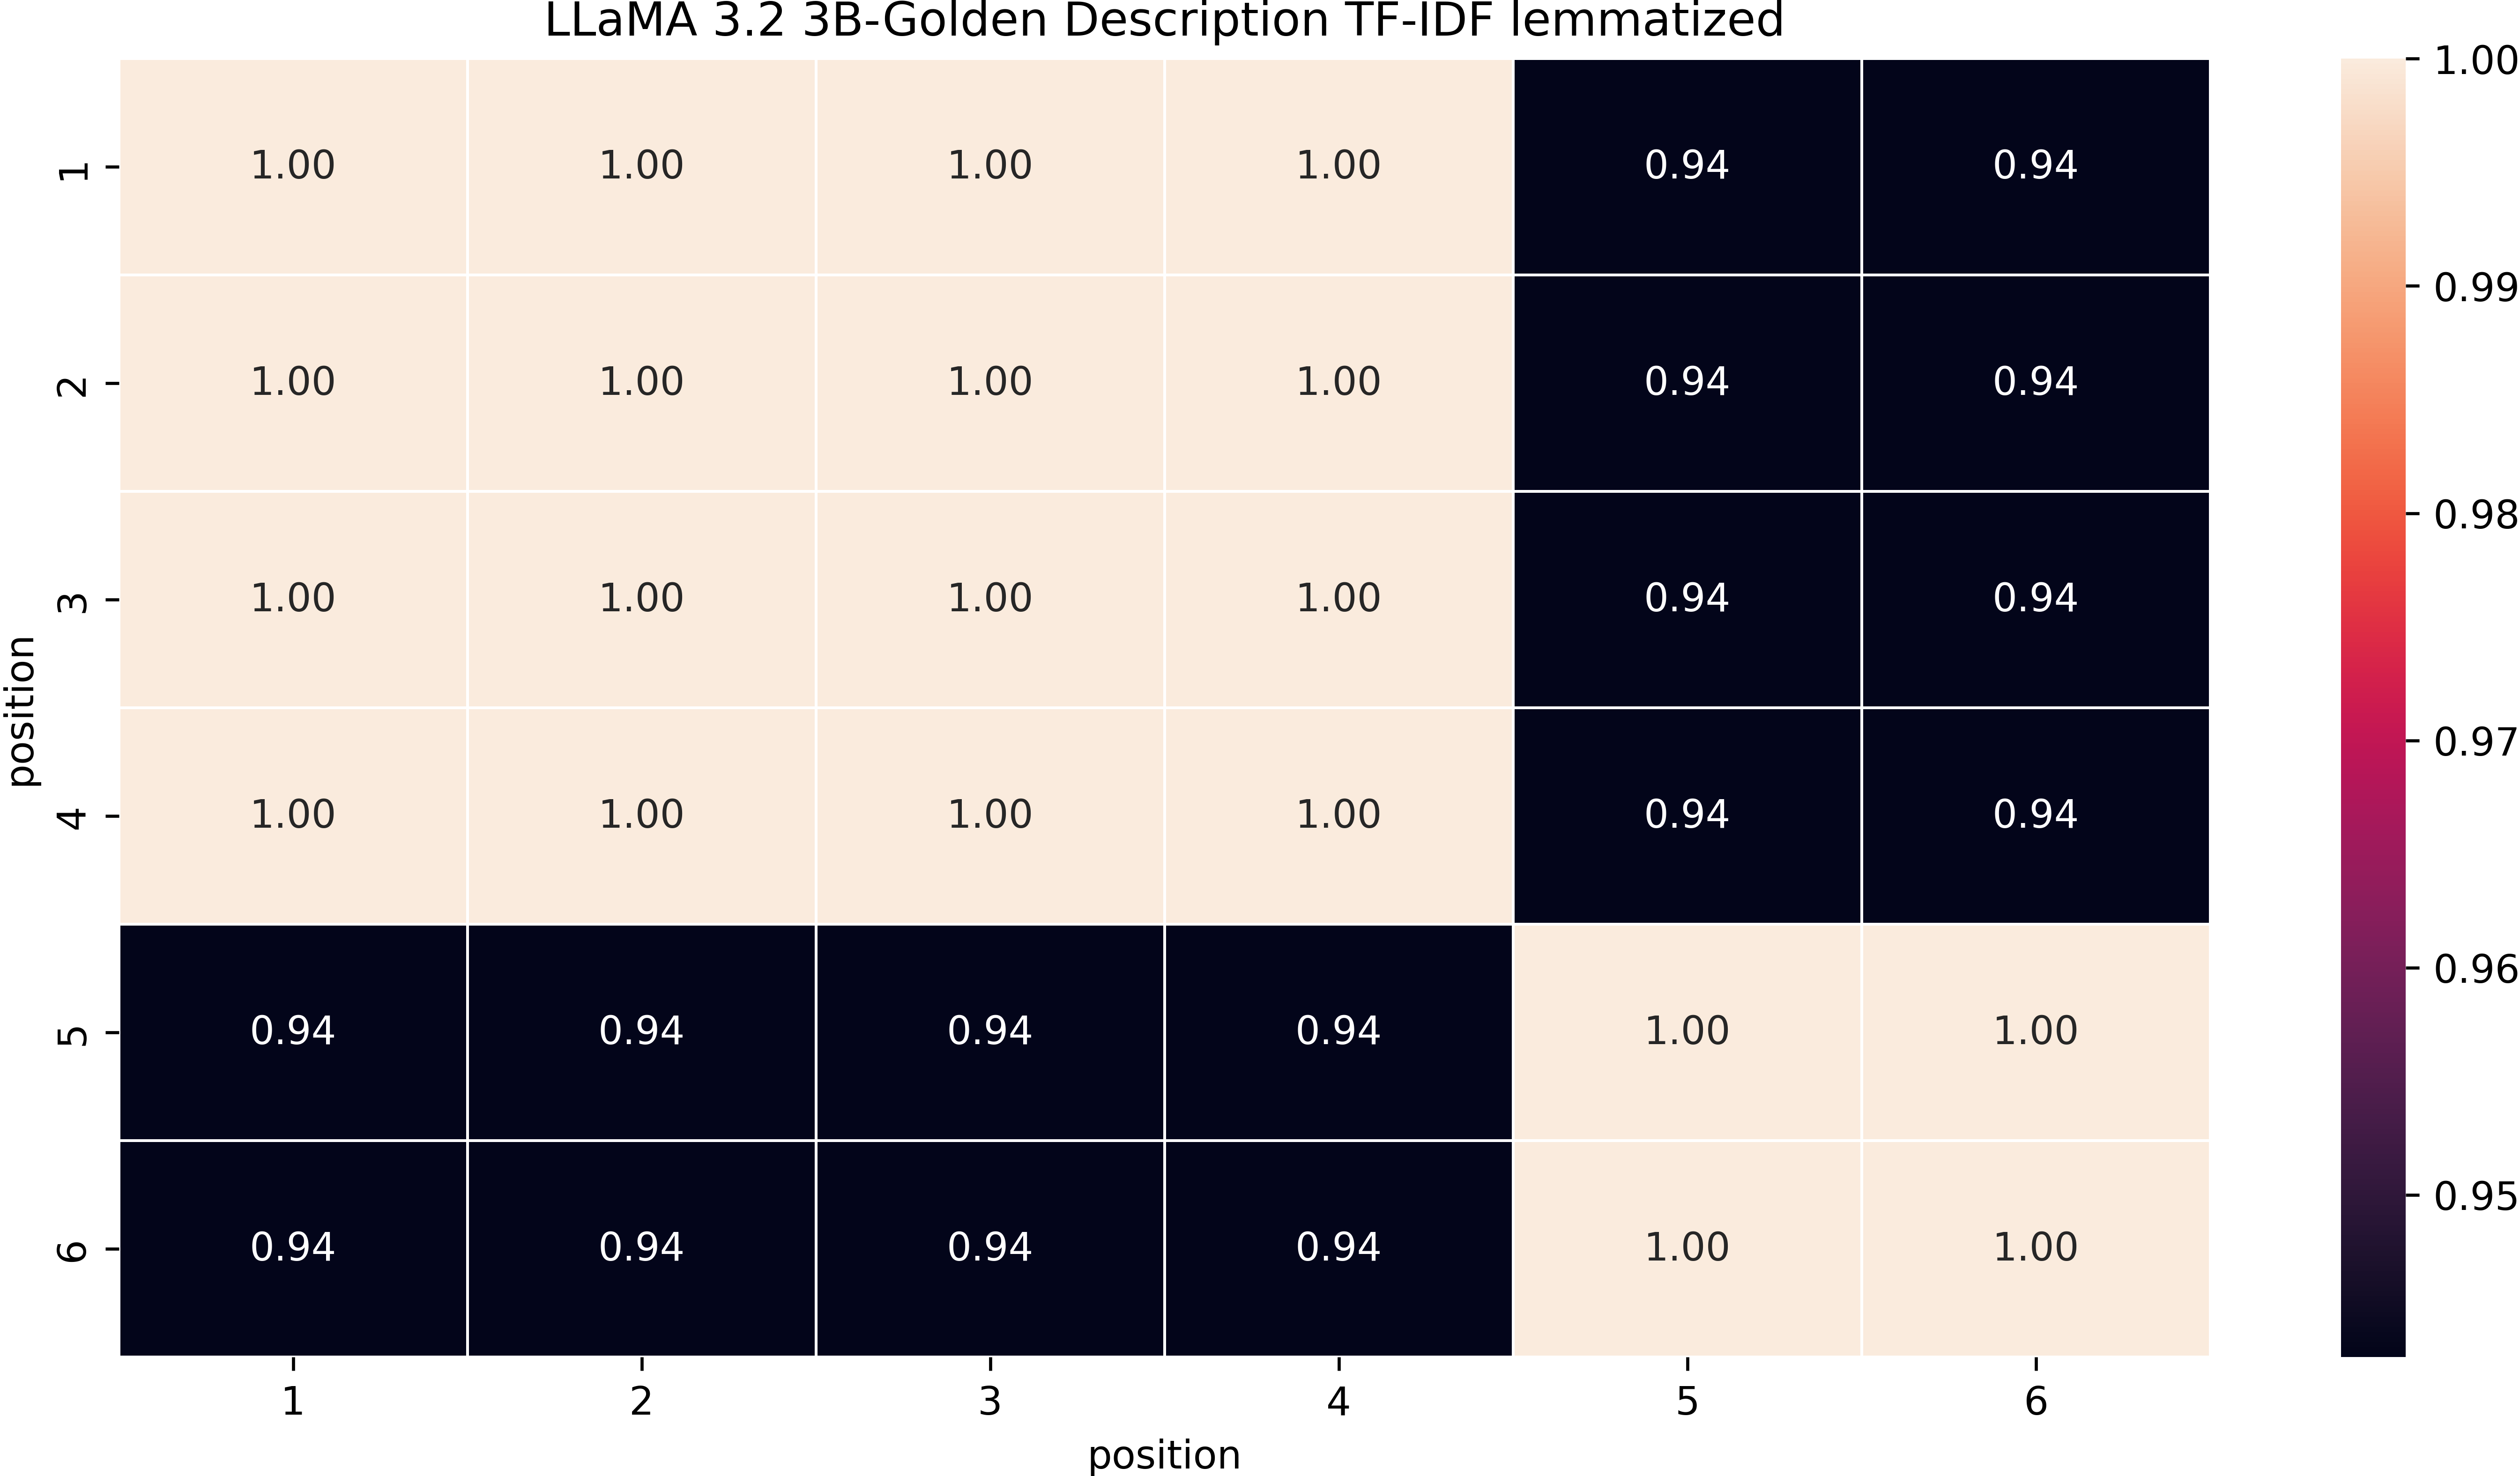 LLaMA 3.2 3B-Golden Description TF-IDF lemmatized
1.00
1 1.00 1.00 1.00 1.00 0.94 0.94
0.99
2 1.00 1.00 1.00 1.00 0.94 0.94
0.98
3 1.00 1.00 1.00 1.00 0.94 0.94
position
0.97
4 1.00 1.00 1.00 1.00 0.94 0.94
0.96
5 0.94 0.94 0.94 0.94 1.00 1.00
0.95
6 0.94 0.94 0.94 0.94 1.00 1.00
1 2 3 4 5 6
position